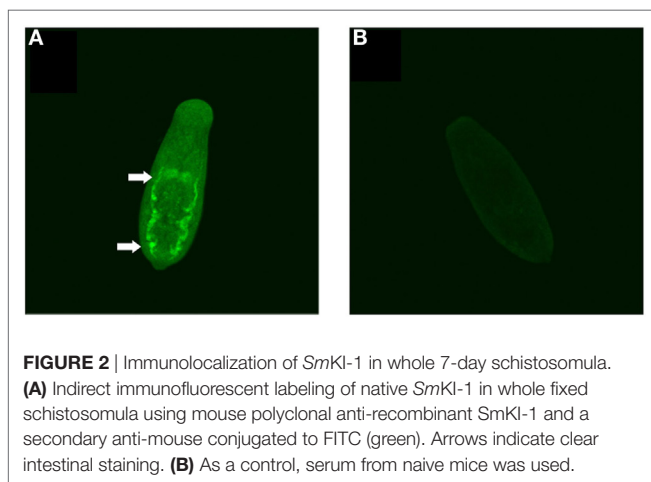 A
B
FIGURE 2 | Immunolocalization of SmKI-1 in whole 7-day schistosomula.
(A) Indirect immunofluorescent labeling of native SmKI-1 in whole fixed
schistosomula using mouse polyclonal anti-recombinant SmKI-1 and a
secondary anti-mouse conjugated to FITC (green). Arrows indicate clear
intestinal staining. (B) As a control, serum from naive mice was used.